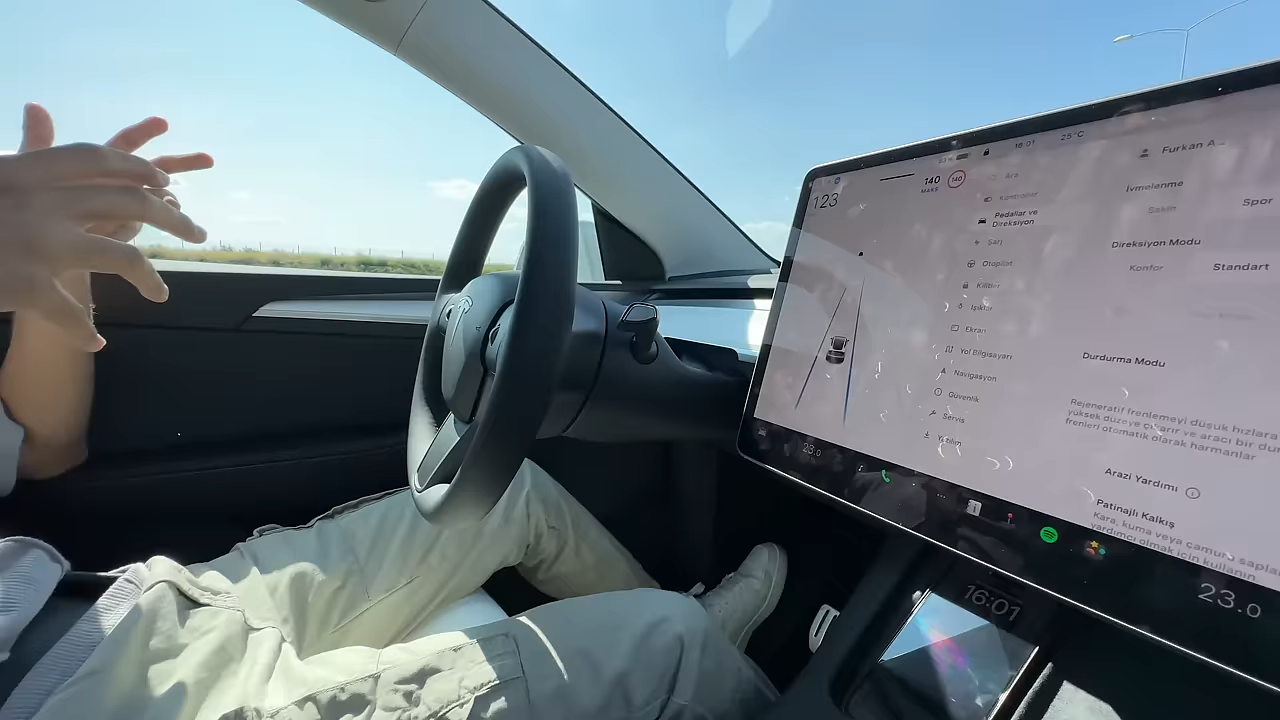 123
140
MAKS
140
16:01
25°C
Furkan A...
Ara
Kontroller
Pedallar ve
Direksiyon
Şarj
Otopilot
Kilitler
Işıklar
Ekran
Yol Bilgisayarı
Navigasyon
Güvenlik
Servis
Yazılım
İvmelenme
Sakin
Spor
Direksiyon Modu
Konfor
Standart
Durdurma Modu
Rejeneratif frenlemeyi düşük hızlara
yüksek düzeye çıkarır ve aracı bir
frenleri otomatik olarak harmanlar
Arazi Yardımı
Patinajlı Kalkış
Kara, kuma veya çamura
yardımcı olmak için kullanın
23.0
23.0
16:01